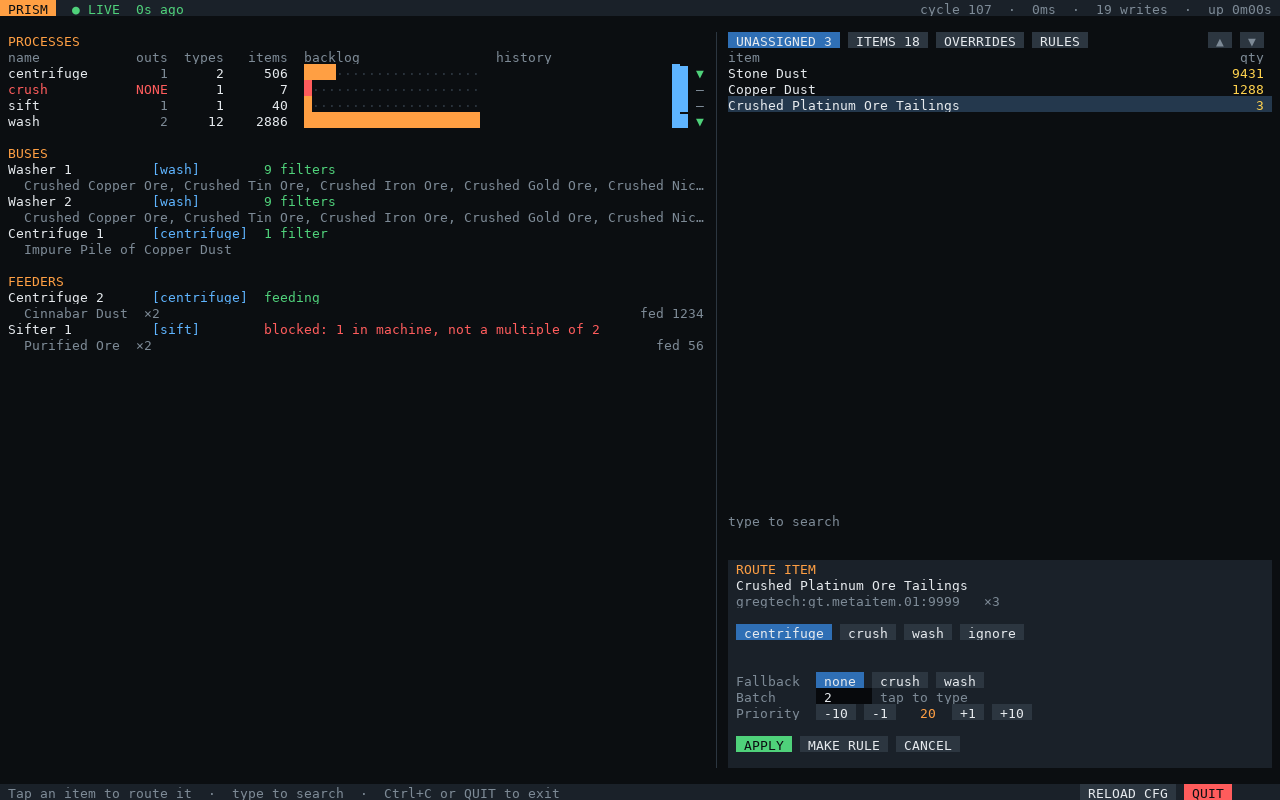 PRISM ● LIVE 0s ago cycle 107 · 0ms · 19 writes · up 0m00s
PROCESSES
name outs types items backlog history
centrifuge 1 2 506 ▼
crush NONE 1 7 —
sift 1 1 40 —
wash 2 12 2886 ▼
BUSES
Washer 1 [wash] 9 filters
Crushed Copper Ore, Crushed Tin Ore, Crushed Iron Ore, Crushed Gold Ore, Crushed Nic…
Washer 2 [wash] 9 filters
Crushed Copper Ore, Crushed Tin Ore, Crushed Iron Ore, Crushed Gold Ore, Crushed Nic…
Centrifuge 1 [centrifuge] 1 filter
Impure Pile of Copper Dust
FEEDERS
Centrifuge 2 [centrifuge] feeding
Cinnabar Dust ×2 fed 1234
Sifter 1 [sift] blocked: 1 in machine, not a multiple of 2
Purified Ore ×2 fed 56
UNASSIGNED 3 ITEMS 18 OVERRIDES RULES ▲ ▼
item qty
Stone Dust 9431
Copper Dust 1288
Crushed Platinum Ore Tailings 3
type to search
ROUTE ITEM
Crushed Platinum Ore Tailings
gregtech:gt.metaitem.01:9999 ×3
centrifuge crush wash ignore
Fallback none crush wash
Batch 2 tap to type
Priority -10 -1 20 +1 +10
APPLY MAKE RULE CANCEL
Tap an item to route it · type to search · Ctrl+C or QUIT to exit RELOAD CFG QUIT